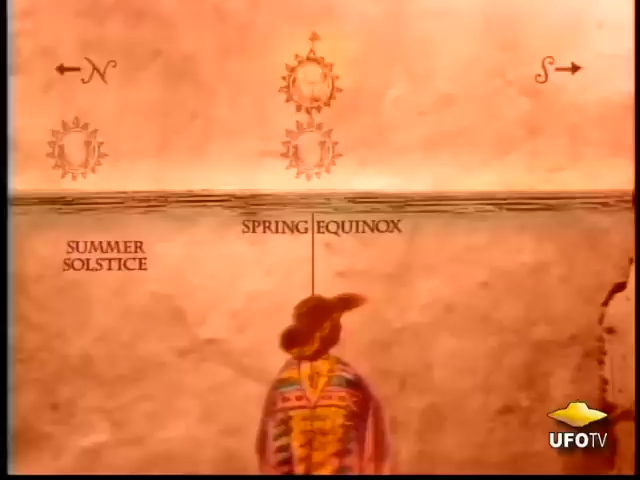 N
S
SPRING EQUINOX
SUMMER
SOLSTICE
UFOTV